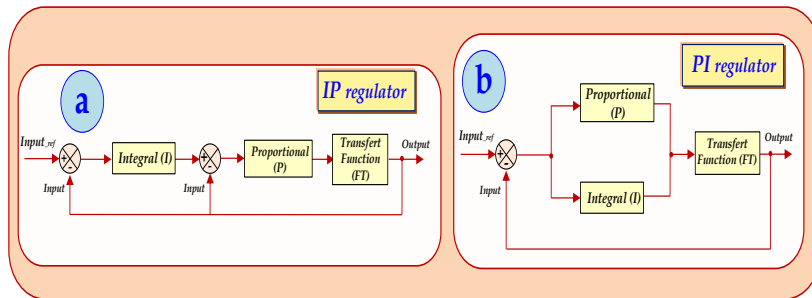 a
IP regulator
Input_ref
+
-
Integral (I)
+
-
Proportional
(P)
Transfert
Function
(FT)
Output
Input
Input
b
PI regulator
Proportional
(P)
Input_ref
+
-
Integral (I)
Transfert
Function (FT)
Output
Input